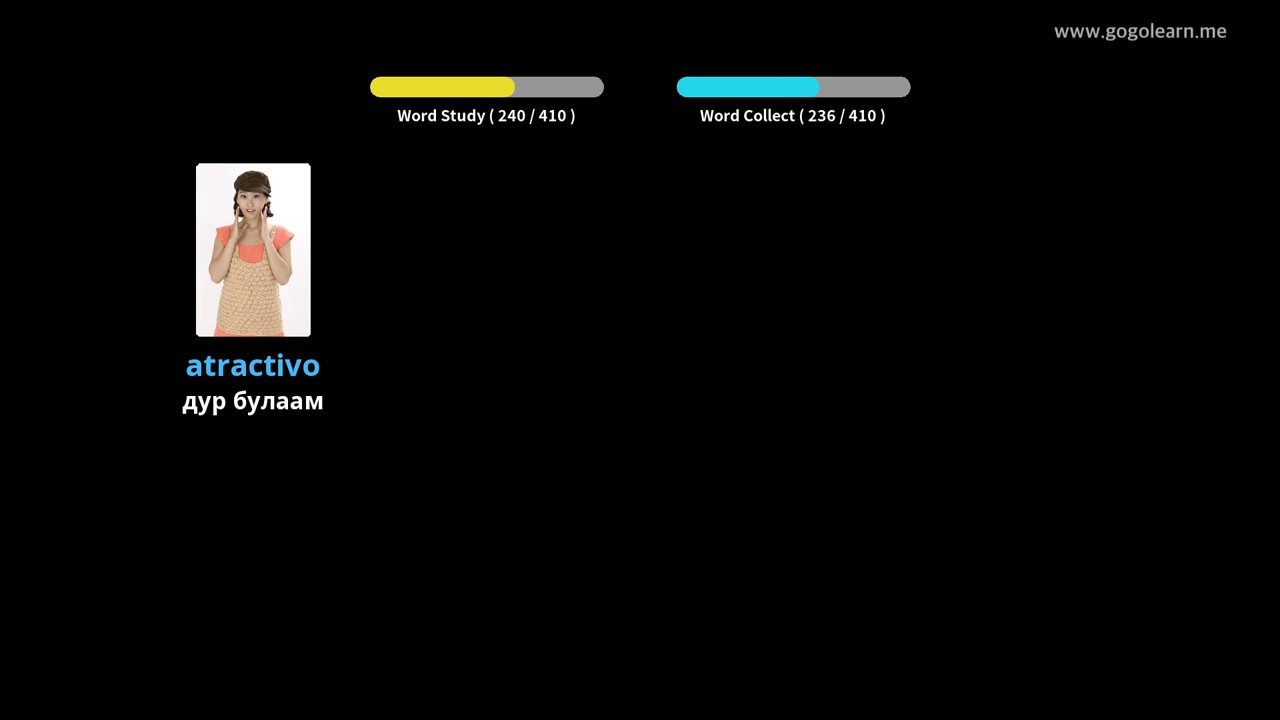 www.gogolearn.me
Word Study ( 240 / 410 )
Word Collect ( 236 / 410 )
atractivo
дур булаам